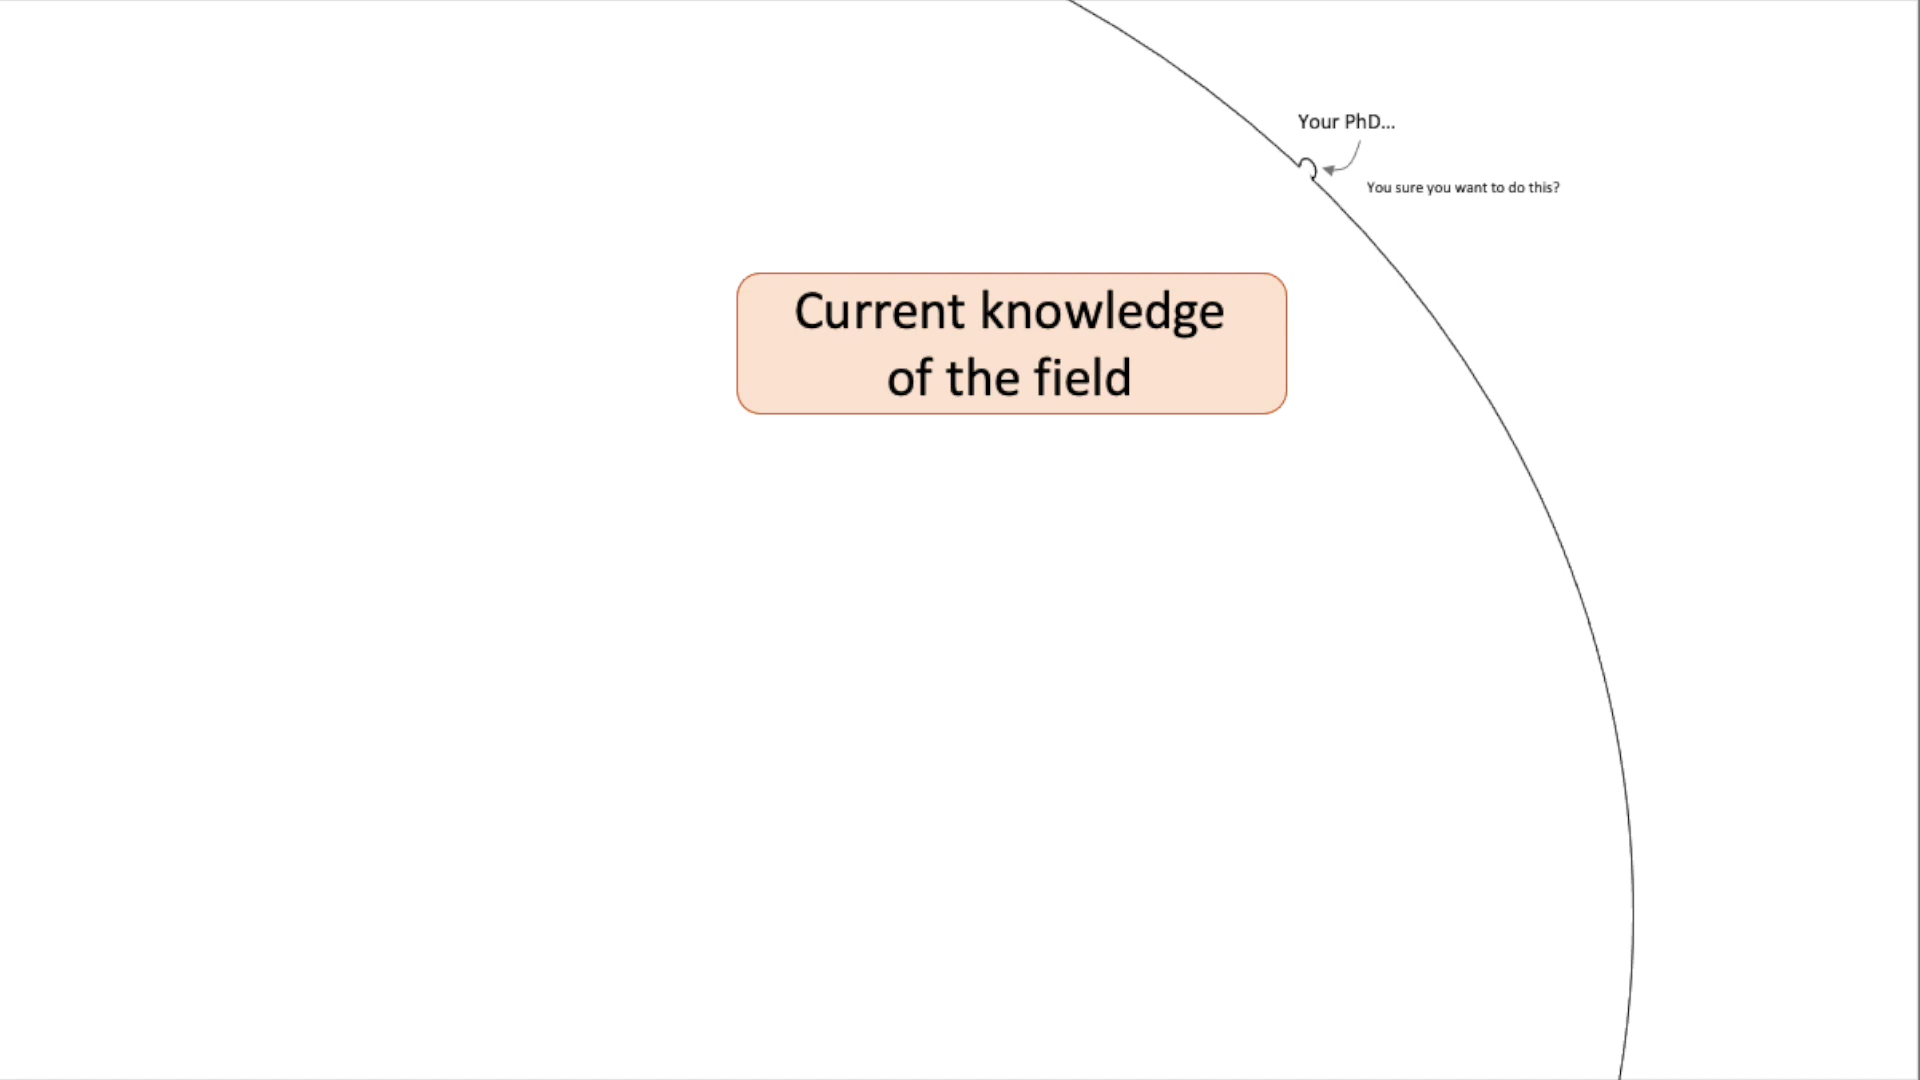 Your PhD...
You sure you want to do this?
Current knowledge
of the field